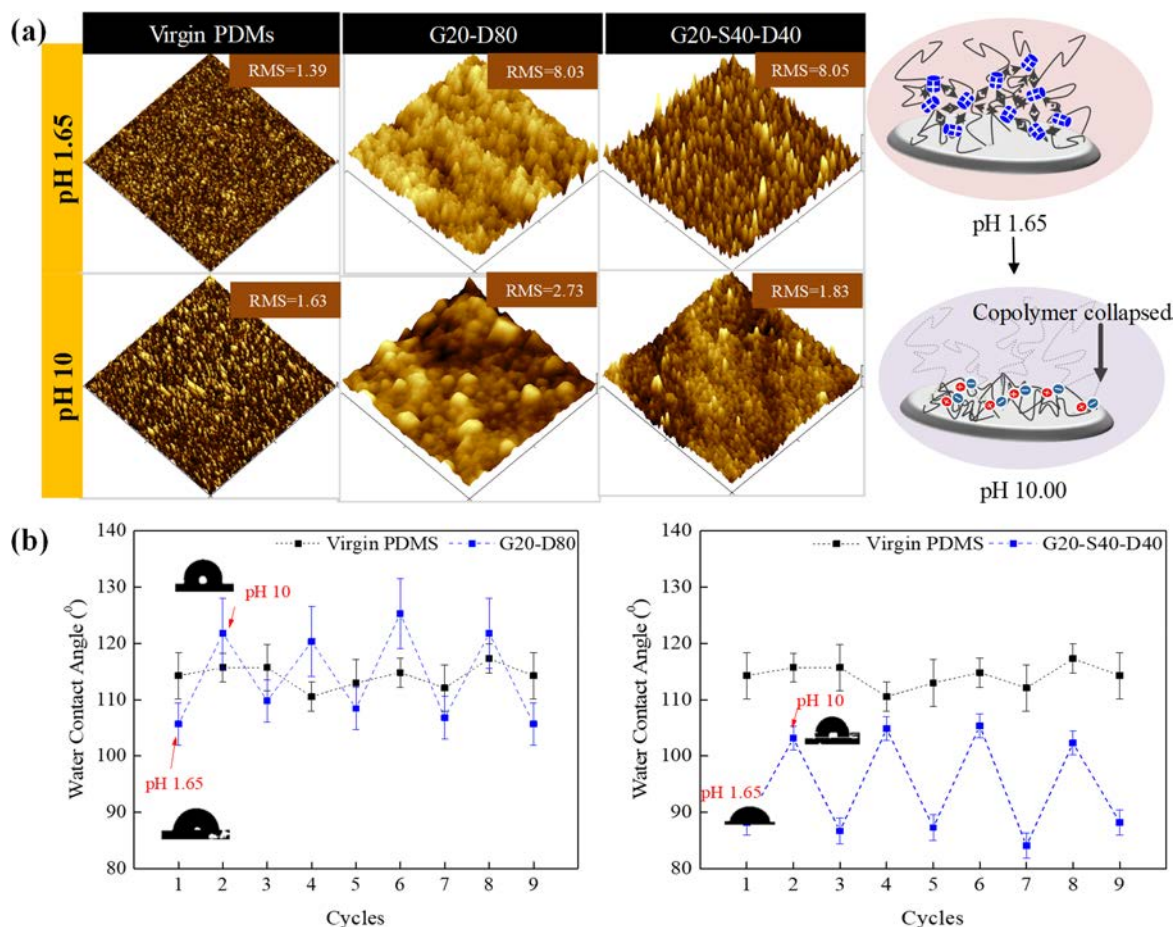 (a)
Virgin PDMs
G20-D80
G20-S40-D40
pH 1.65
RMS=1.39
RMS=8.03
RMS=8.05
pH 1.65
pH 10
RMS=1.63
RMS=2.73
RMS=1.83
Copolymer collapsed
pH 10.00
(b)
Virgin PDMS
G20-D80
pH 10
pH 1.65
Water Contact Angle (⁰)
140
130
120
110
100
90
80
1 2 3 4 5 6 7 8 9
Cycles
Virgin PDMS
G20-S40-D40
pH 10
pH 1.65
Water Contact Angle (⁰)
140
130
120
110
100
90
80
1 2 3 4 5 6 7 8 9
Cycles